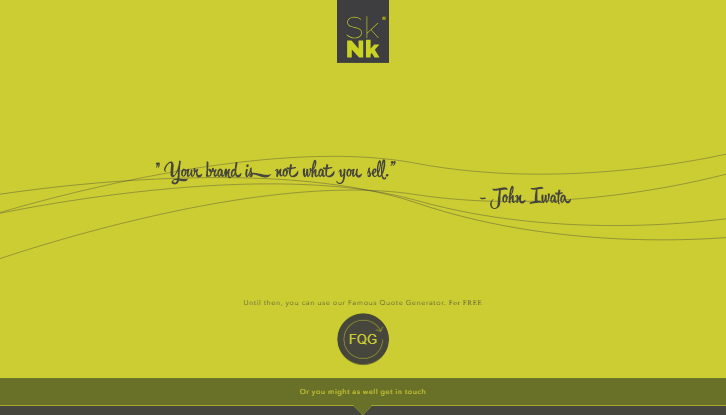 Sk
Nk
" Your brand is not what you sell."
- John Iwata
Until then, you can use our Famous Quote Generator. For FREE
FQG
Or you might as well get in touch